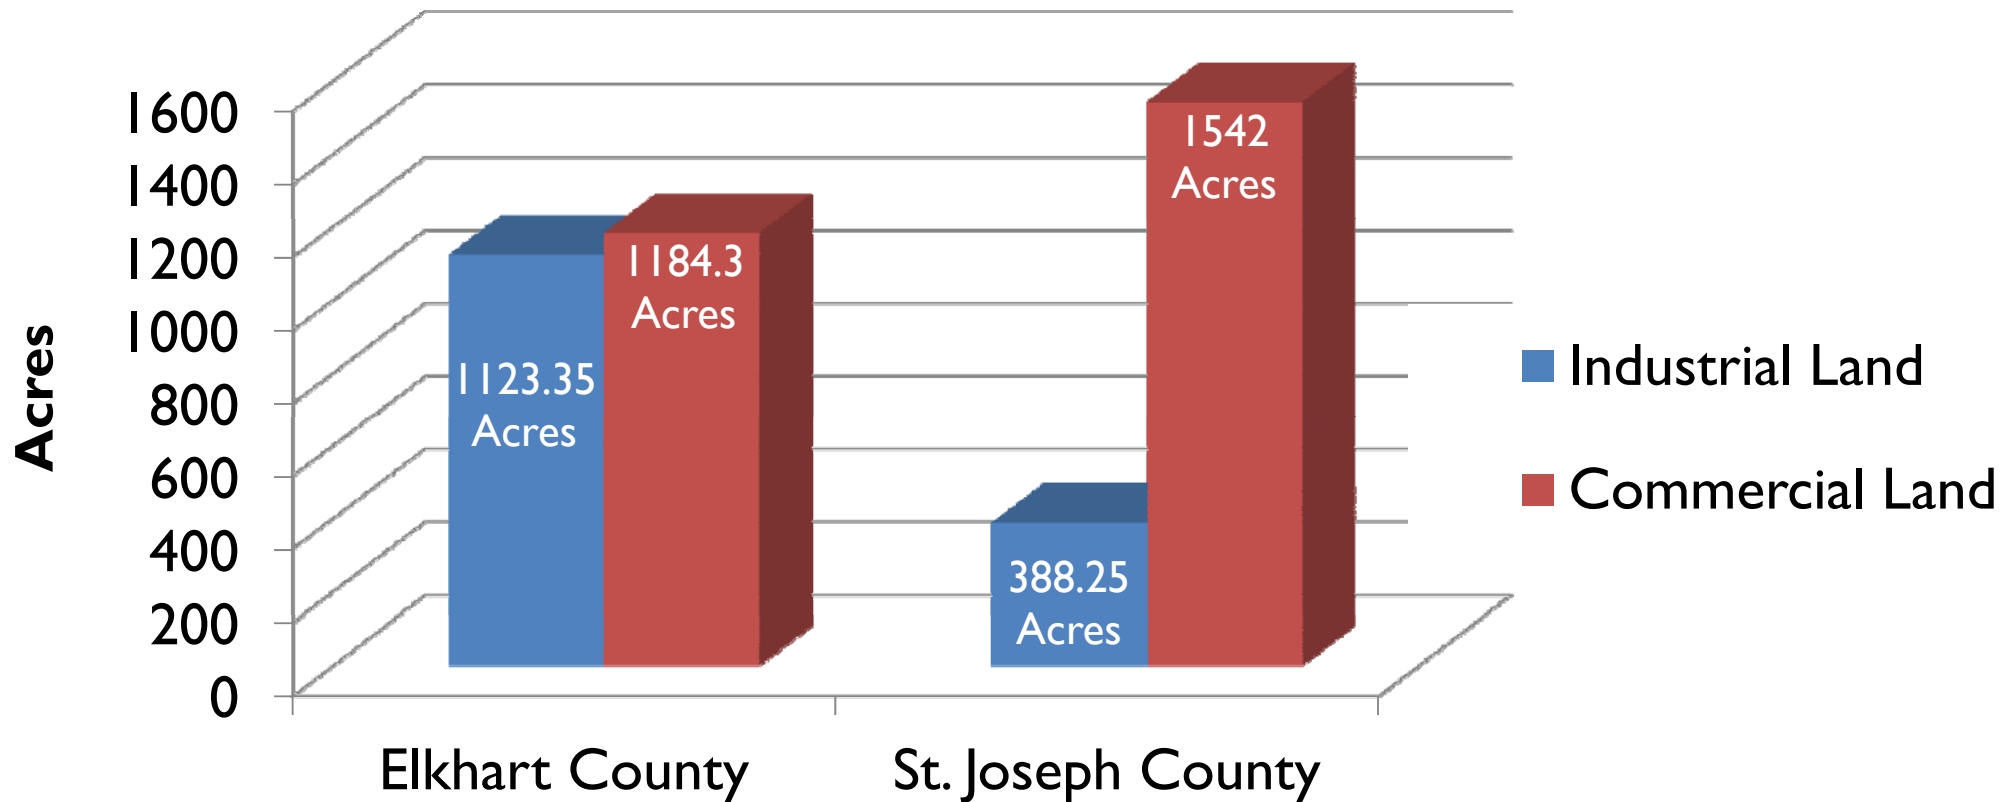 Acres
1600
1400
1200
1000
800
600
400
200
0
1123.35
Acres
1184.3
Acres
388.25
Acres
1542
Acres
Elkhart County
St. Joseph County
Industrial Land
Commercial Land